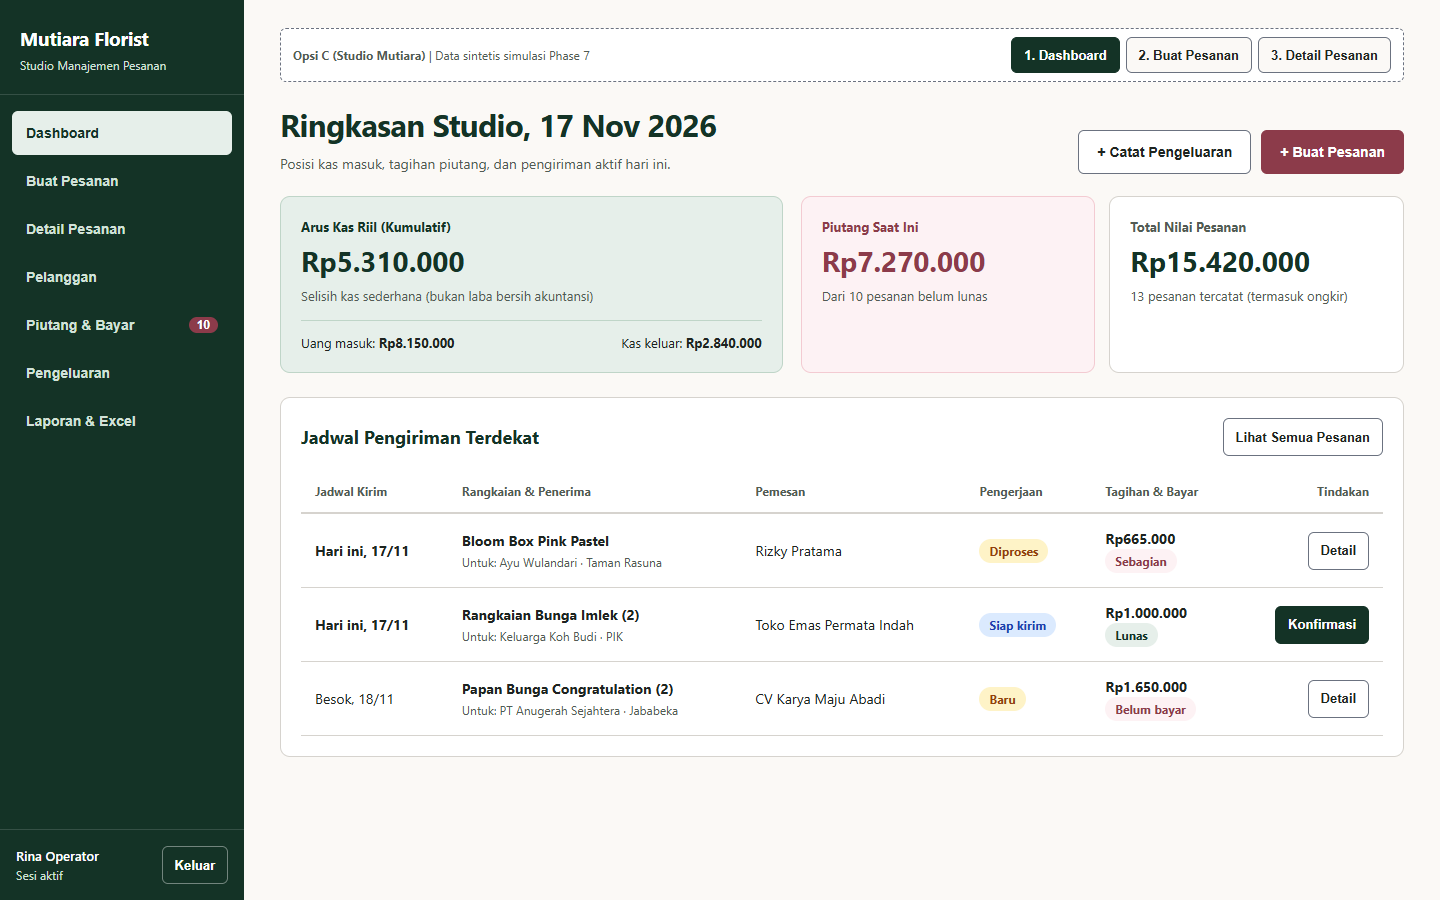 Mutiara Florist
Studio Manajemen Pesanan
Dashboard
Buat Pesanan
Detail Pesanan
Pelanggan
Piutang & Bayar 10
Pengeluaran
Laporan & Excel
Rina Operator
Sesi aktif
Keluar
Opsi C (Studio Mutiara) | Data sintetis simulasi Phase 7
1. Dashboard 2. Buat Pesanan 3. Detail Pesanan
Ringkasan Studio, 17 Nov 2026
Posisi kas masuk, tagihan piutang, dan pengiriman aktif hari ini.
+ Catat Pengeluaran + Buat Pesanan
Arus Kas Riil (Kumulatif)
Rp5.310.000
Selisih kas sederhana (bukan laba bersih akuntansi)
Uang masuk: Rp8.150.000 Kas keluar: Rp2.840.000
Piutang Saat Ini
Rp7.270.000
Dari 10 pesanan belum lunas
Total Nilai Pesanan
Rp15.420.000
13 pesanan tercatat (termasuk ongkir)
Jadwal Pengiriman Terdekat
Lihat Semua Pesanan
Jadwal Kirim Rangkaian & Penerima Pemesan Pengerjaan Tagihan & Bayar Tindakan
Hari ini, 17/11
Bloom Box Pink Pastel
Untuk: Ayu Wulandari · Taman Rasuna
Rizky Pratama
Diproses
Rp665.000
Sebagian
Detail
Hari ini, 17/11
Rangkaian Bunga Imlek (2)
Untuk: Keluarga Koh Budi · PIK
Toko Emas Permata Indah
Siap kirim
Rp1.000.000
Lunas
Konfirmasi
Besok, 18/11
Papan Bunga Congratulation (2)
Untuk: PT Anugerah Sejahtera · Jababeka
CV Karya Maju Abadi
Baru
Rp1.650.000
Belum bayar
Detail